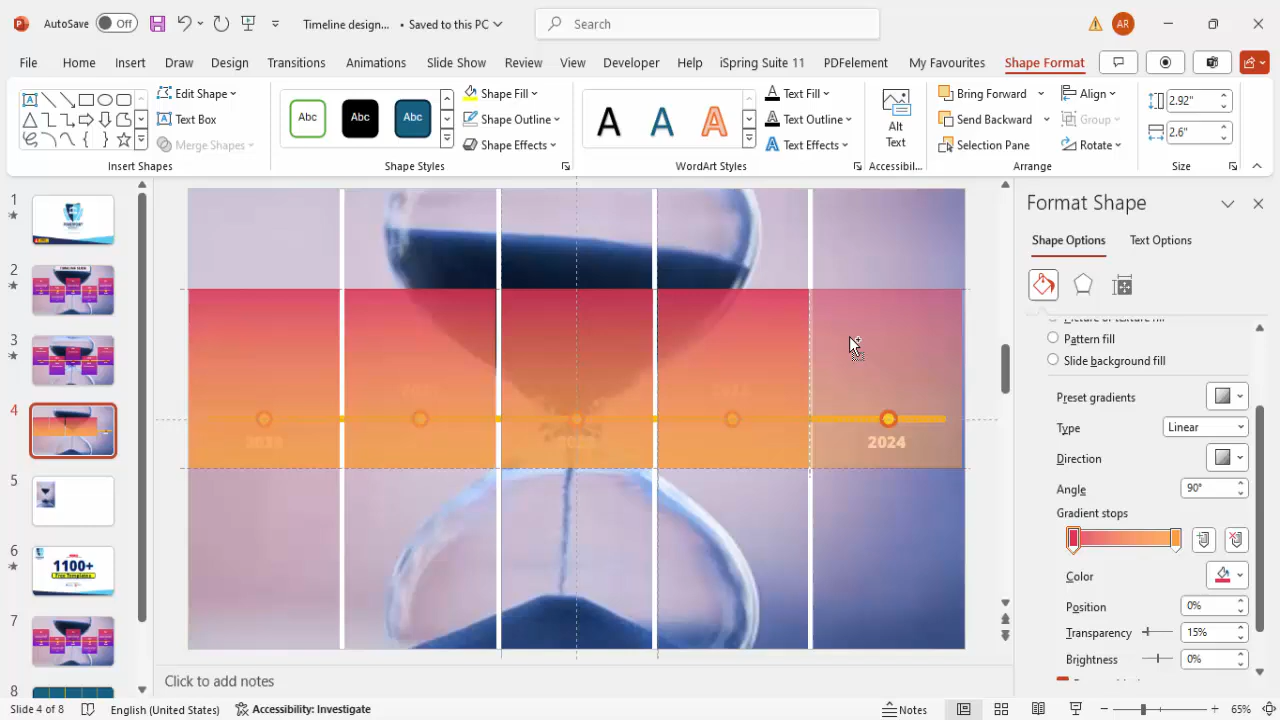 AutoSave Off Timeline design... • Saved to this PC Search AR
File Home Insert Draw Design Transitions Animations Slide Show Review View Developer Help iSpring Suite 11 PDFelement My Favourites Shape Format
Edit Shape
Text Box
Merge Shapes
Insert Shapes
Abc Abc Abc
Shape Fill
Shape Outline
Shape Effects
Shape Styles
A A A
Text Fill
Text Outline
Text Effects
WordArt Styles
Alt
Text
Accessibil...
Bring Forward
Send Backward
Selection Pane
Align
Group
Rotate
Arrange
2.92"
2.6"
Size
1
2
3
4
5
6
1100+
7
8
2024
Click to add notes
Format Shape
Shape Options Text Options
Picture or texture fill
Pattern fill
Slide background fill
Preset gradients
Type Linear
Direction
Angle 90°
Gradient stops
Color
Position 0%
Transparency 15%
Brightness 0%
Slide 4 of 8 English (United States) Accessibility: Investigate Notes 65%